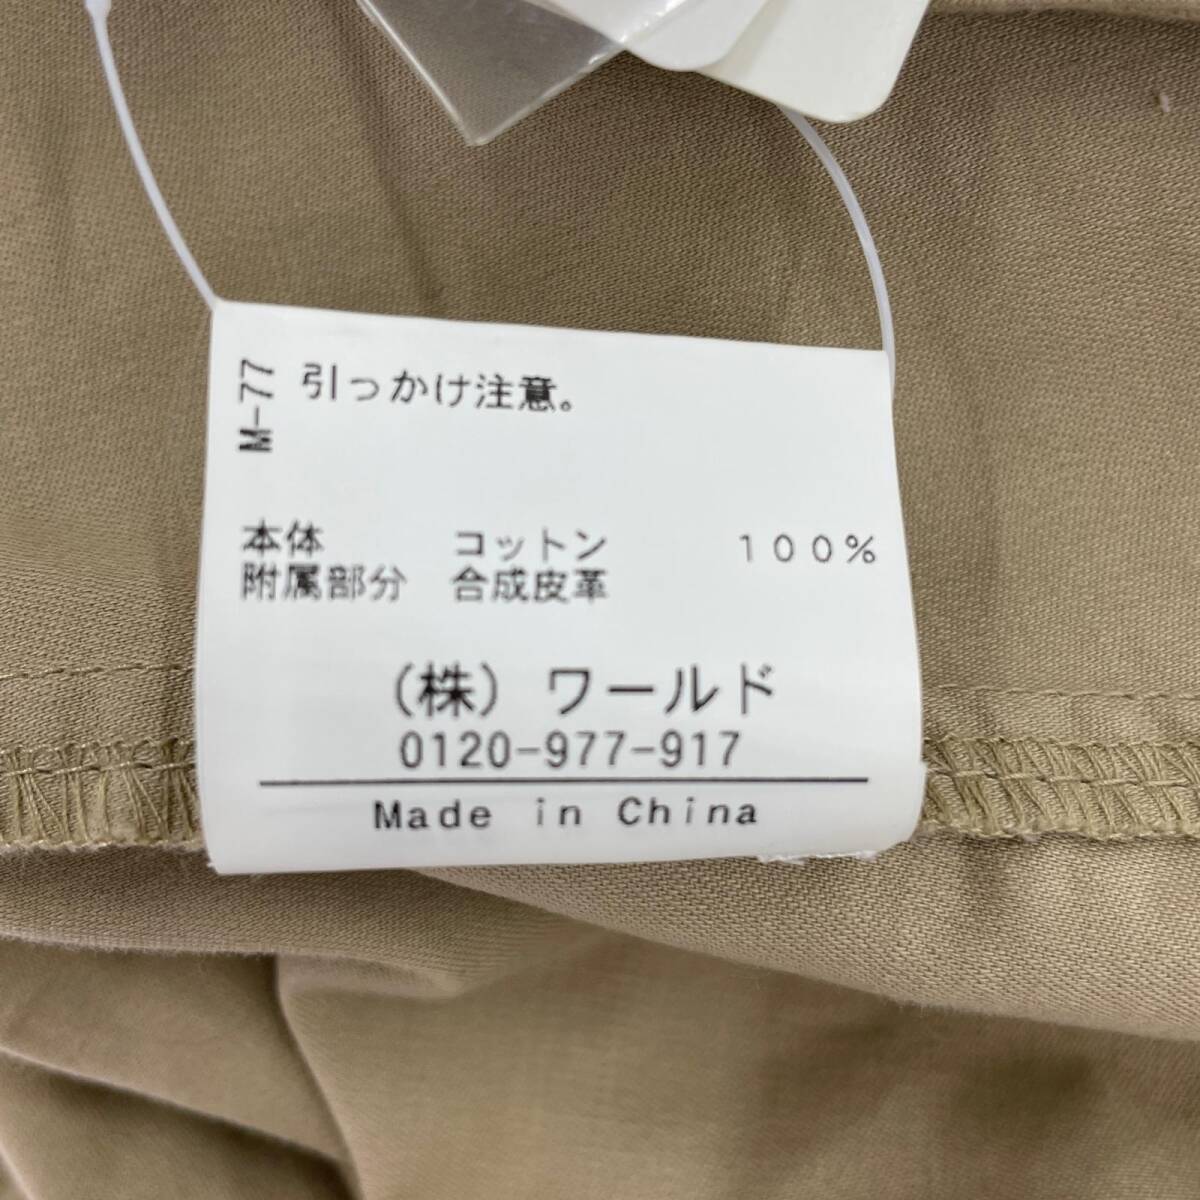 M-77
引っかけ注意。
本体 コットン 100%
附属部分 合成皮革
(株) ワールド
0120-977-917
Made in China